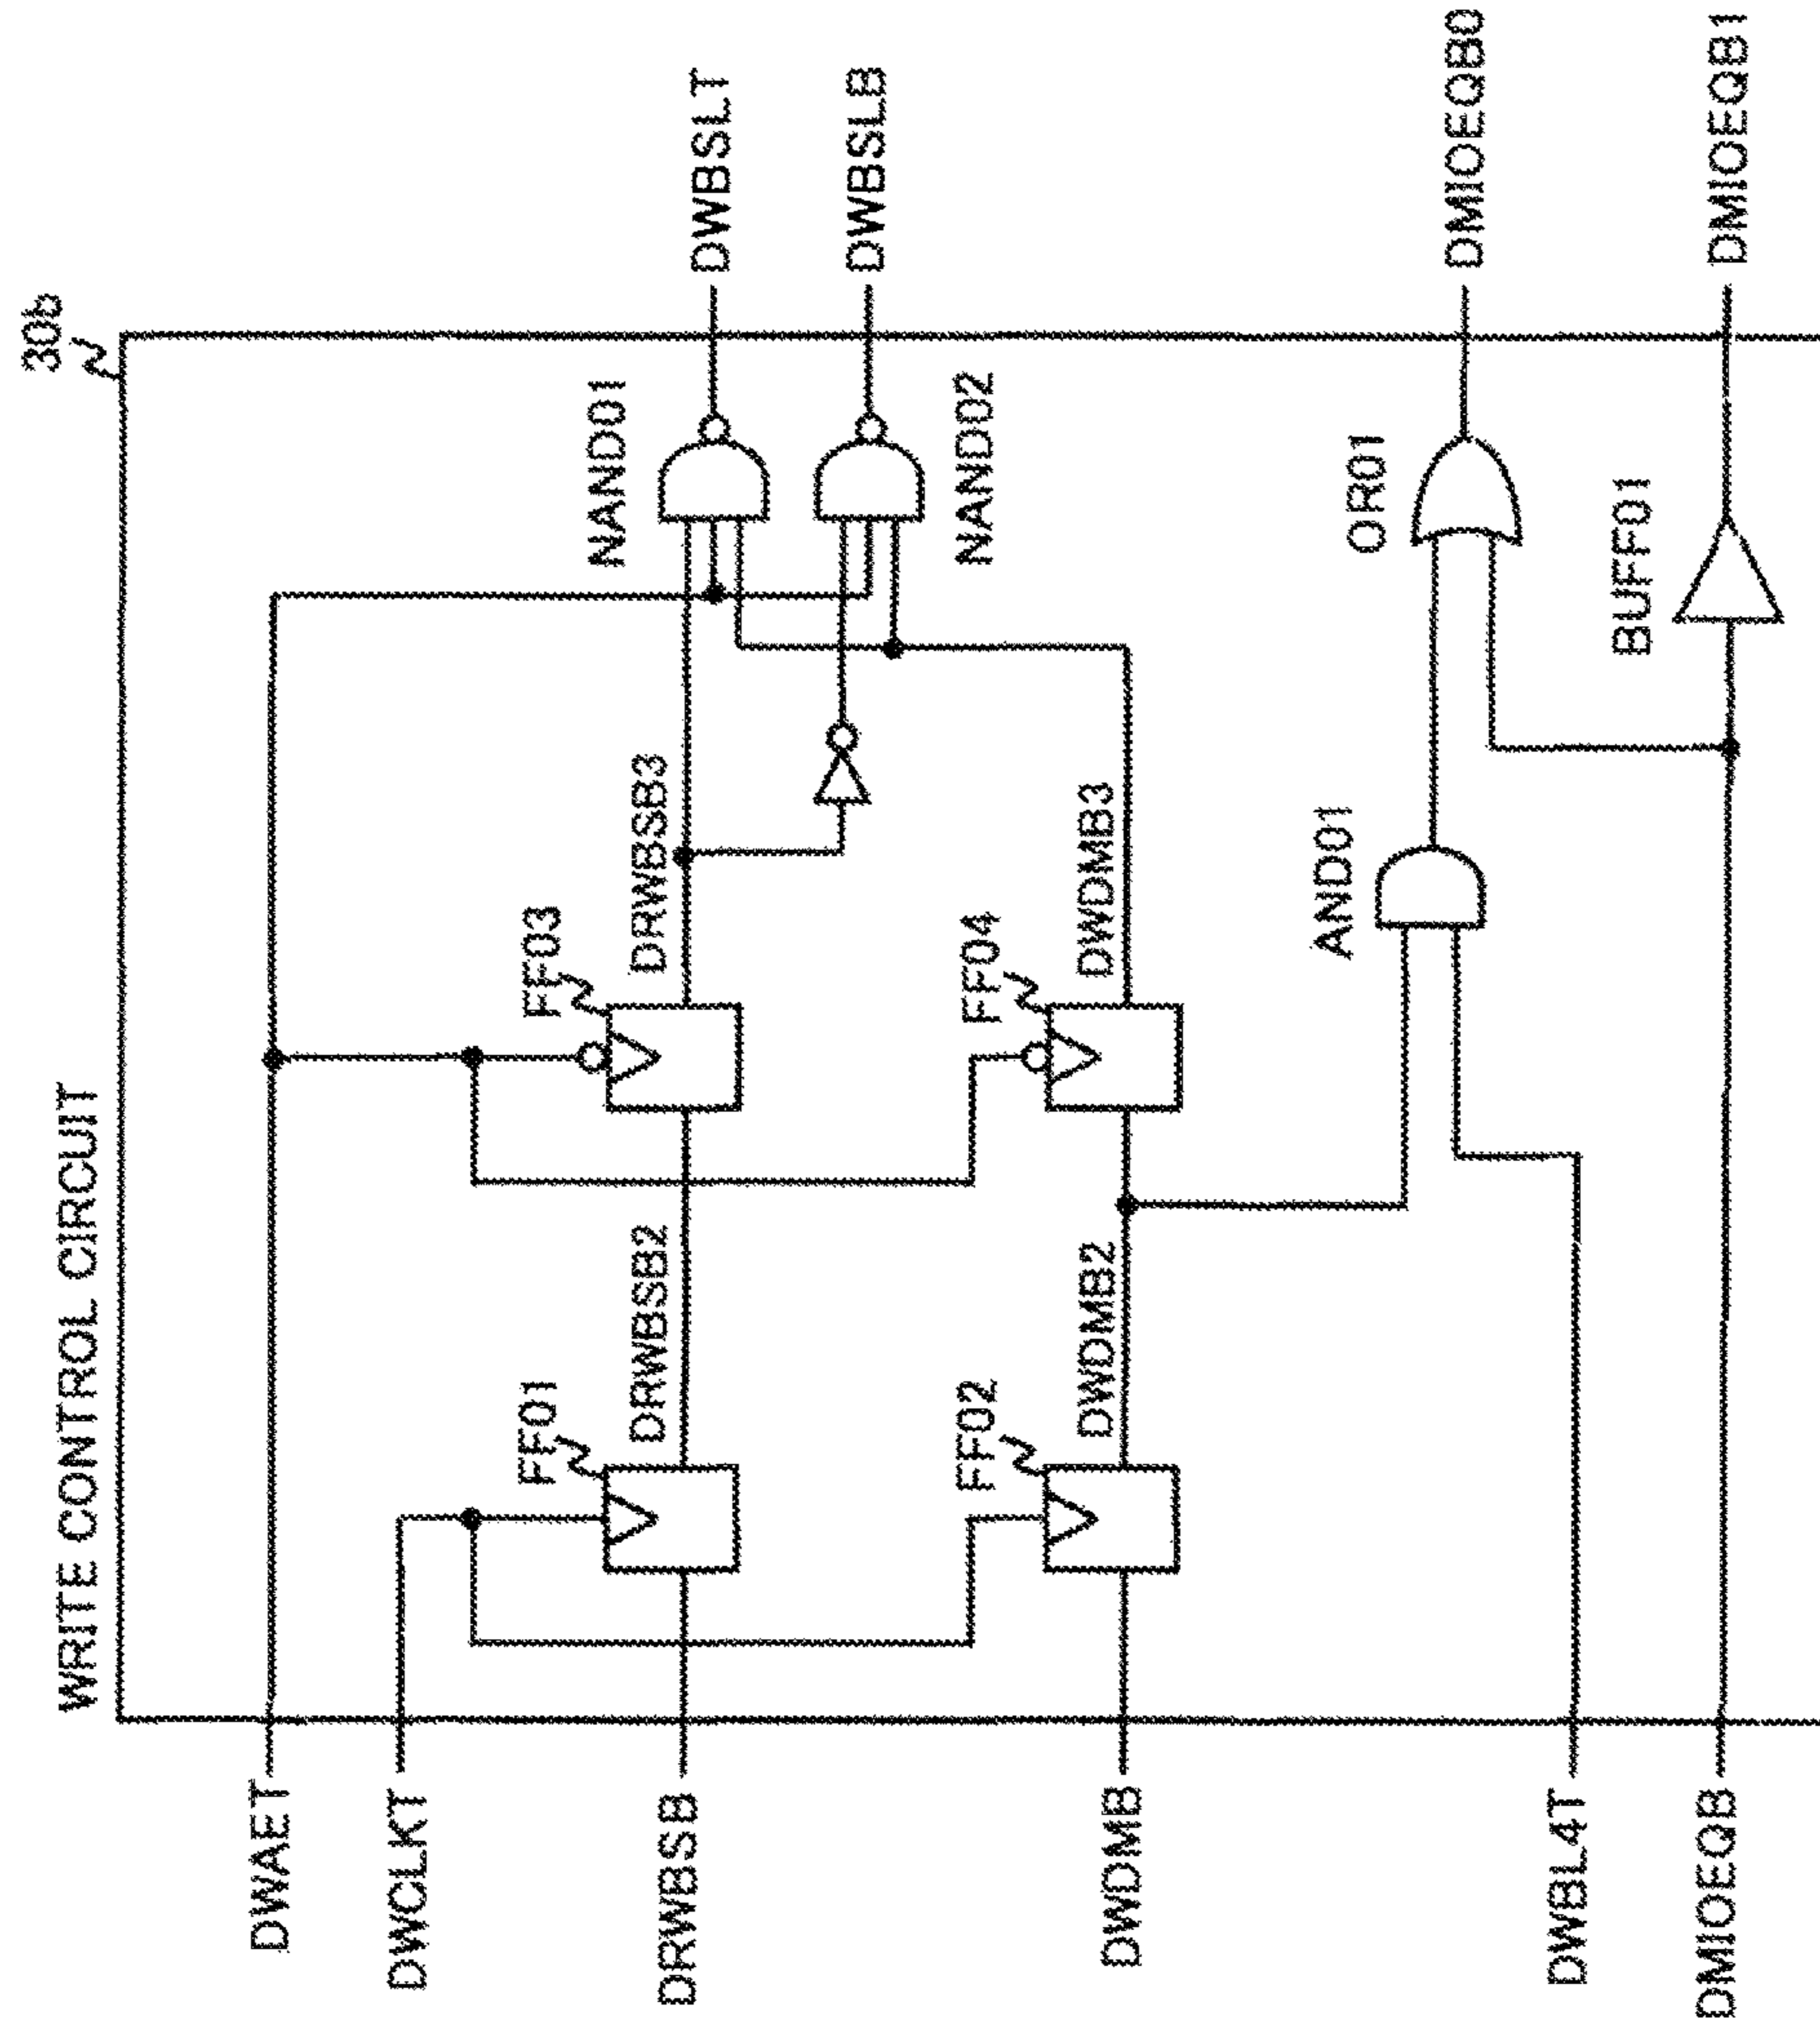 WRITE CONTROL CIRCUIT
30b
DWAET
DWCLKT
DRWBSB
DWDMB
DWBL4T
DMIOEQB
FF01
DRWBSB2
FF03
DRWBSB3
NAND01
DWBSLT
DWBSLB
NAND02
FF02
DWDMB2
FF04
DWDMB3
AND01
OR01
DMIOEQB0
BUFF01
DMIOEQB1